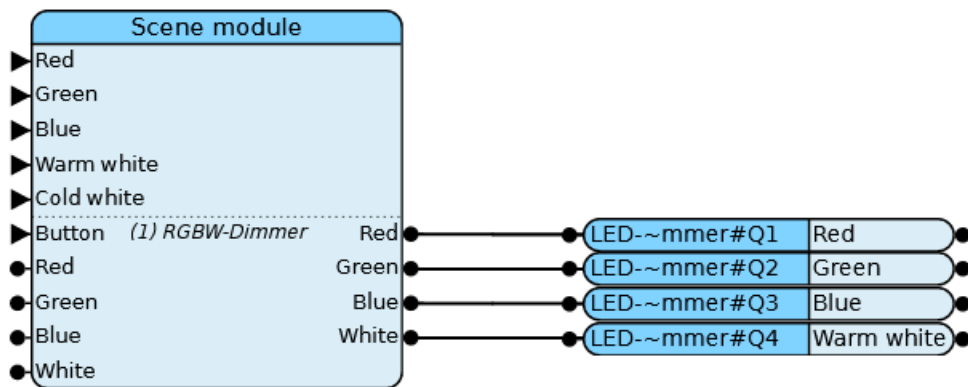 Scene module
Red
Green
Blue
Warm white
Cold white
Button (1) RGBW-Dimmer Red LED-~mmer#Q1 Red
Red Green LED-~mmer#Q2 Green
Green Blue LED-~mmer#Q3 Blue
Blue White LED-~mmer#Q4 Warm white
White